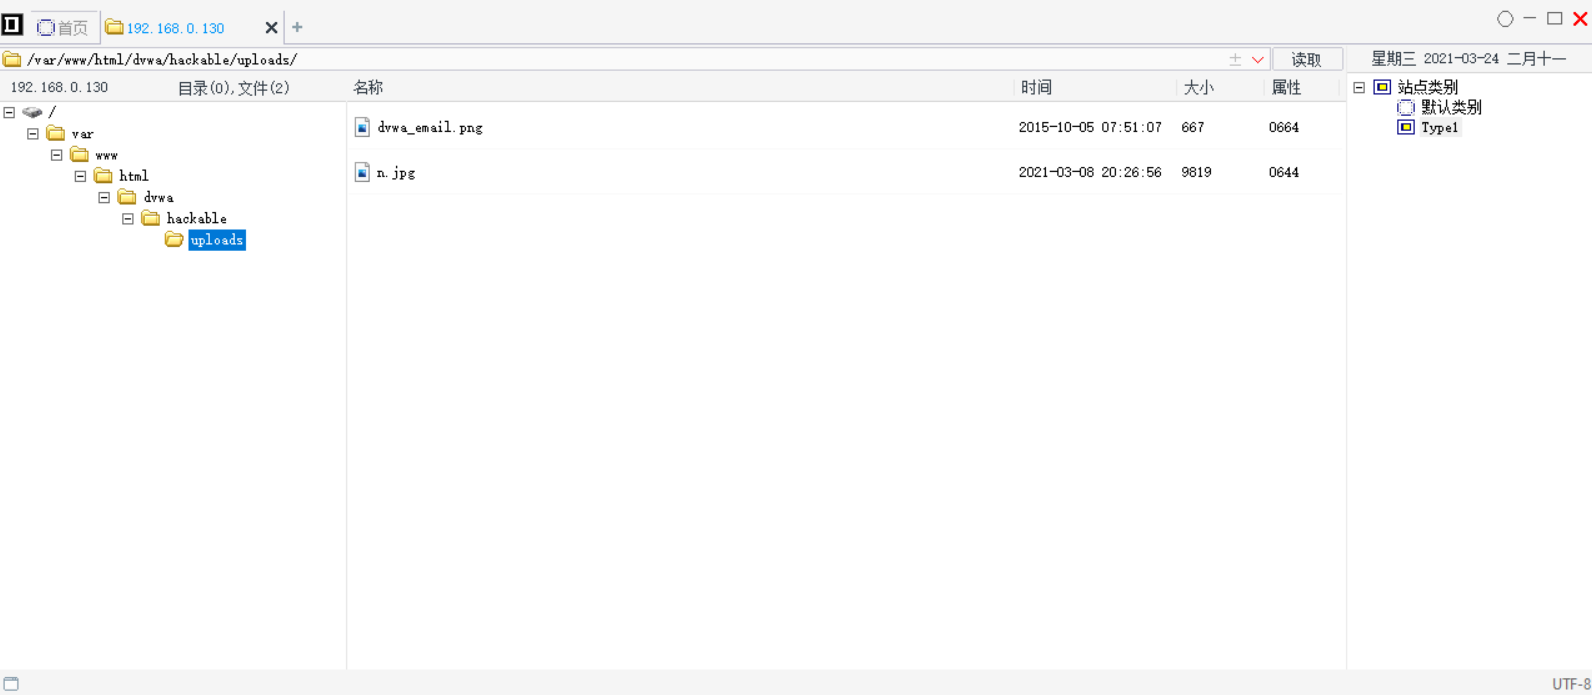 首页 192.168.0.130
/var/www/html/dvwa/hackable/uploads/ 读取 星期三 2021-03-24 二月十一
192.168.0.130 目录(0),文件(2) 名称 时间 大小 属性
/
var
www
html
dvwa
hackable
uploads
dvwa_email.png 2015-10-05 07:51:07 667 0664
n.jpg 2021-03-08 20:26:56 9819 0644
站点类别
默认类别
Type1
UTF-8